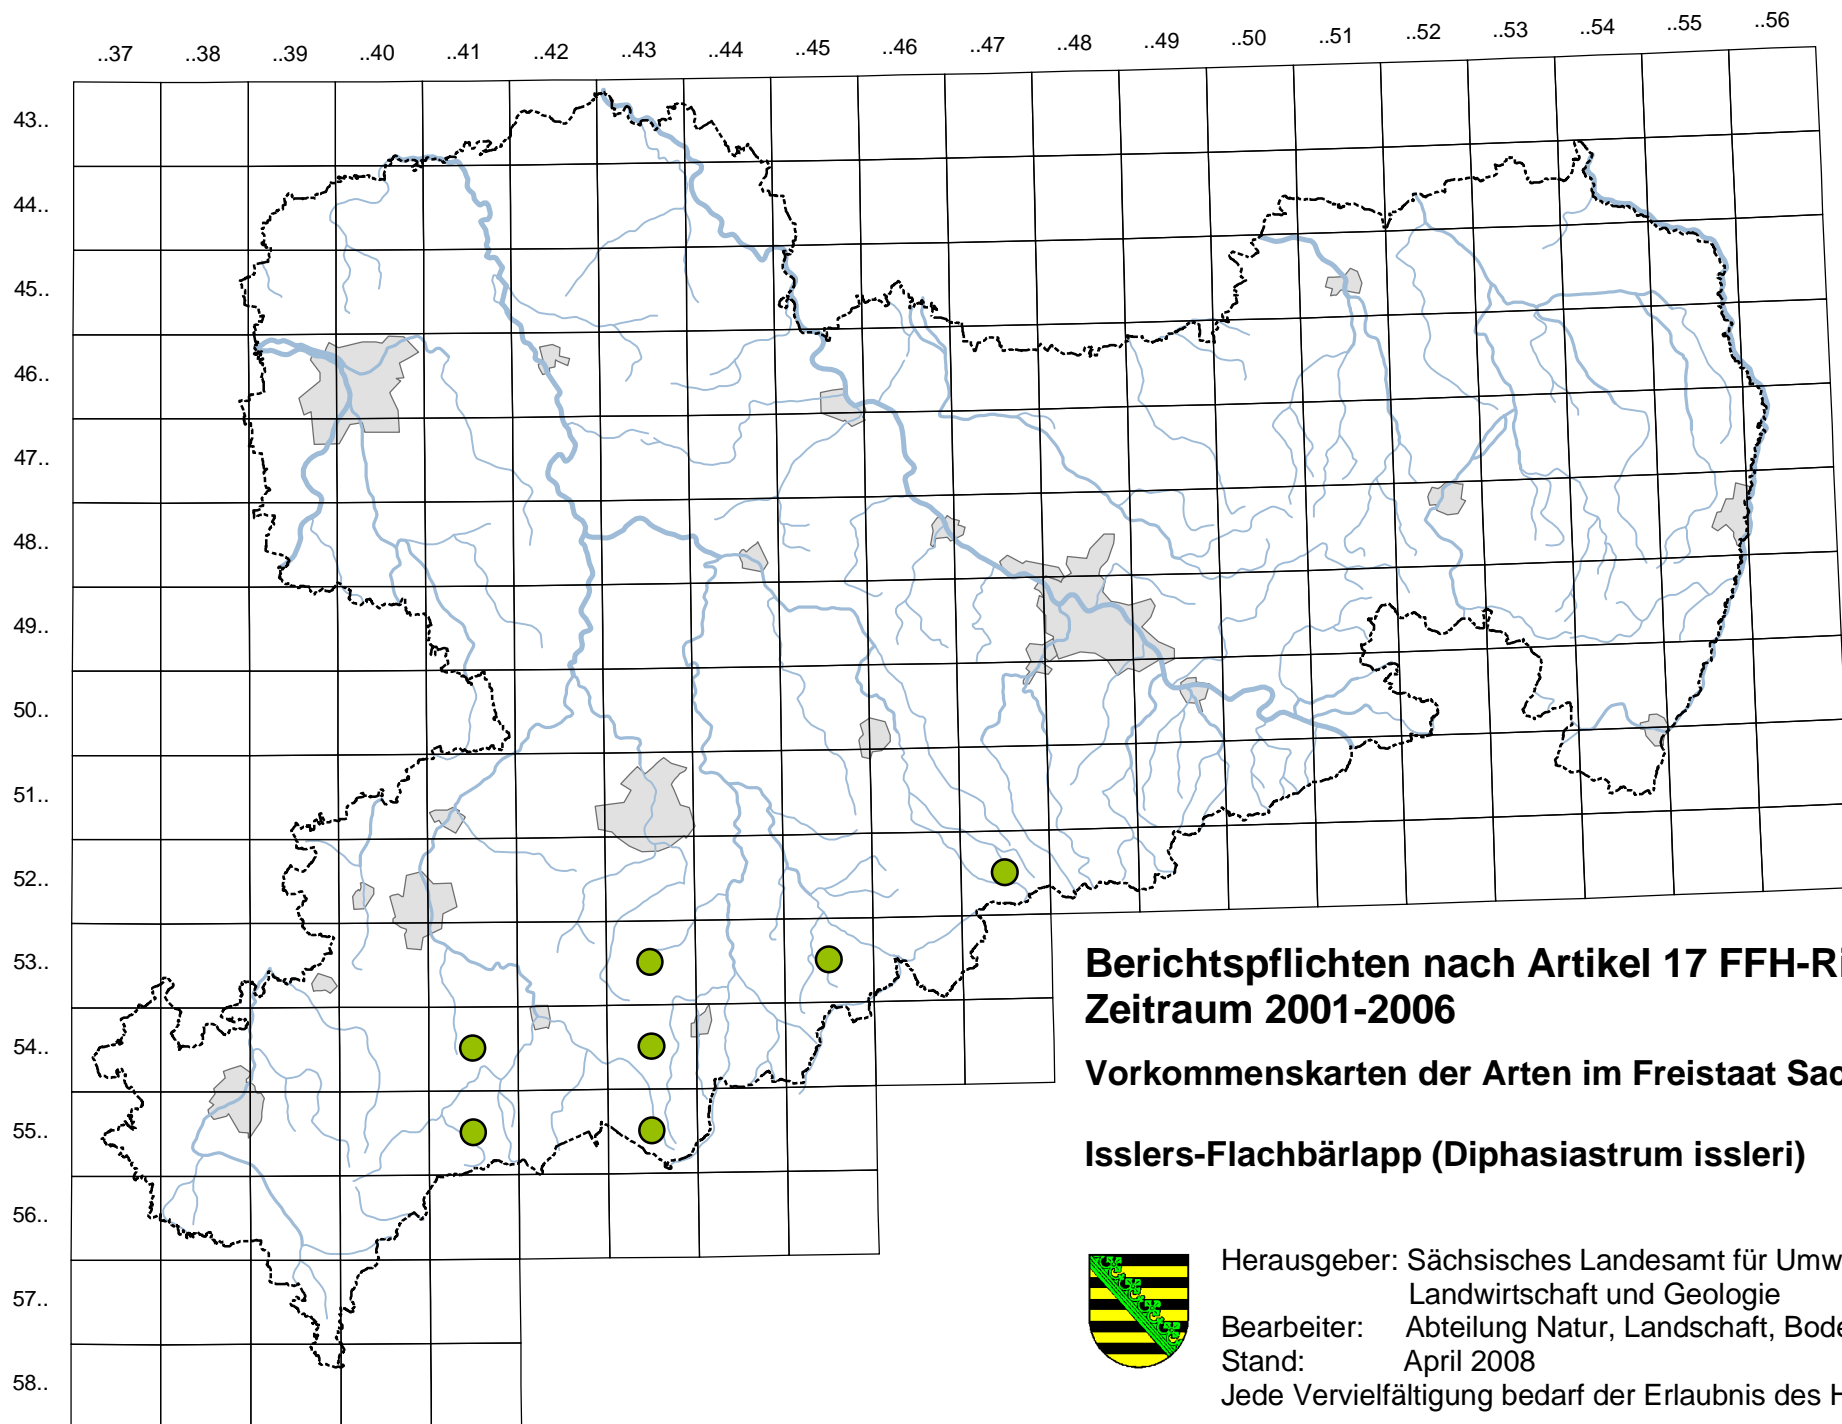 ..37 ..38 ..39 ..40 ..41 ..42 ..43 ..44 ..45 ..46 ..47 ..48 ..49 ..50 ..51 ..52 ..53 ..54 ..55 ..56
43..
44..
45..
46..
47..
48..
49..
50..
51..
52..
53..
54..
55..
56..
57..
58..
Berichtspflichten nach Artikel 17 FFH-Ri
Zeitraum 2001-2006
Vorkommenskarten der Arten im Freistaat Sac
Isslers-Flachbärlapp (Diphasiastrum issleri)
Herausgeber: Sächsisches Landesamt für Umw
Landwirtschaft und Geologie
Bearbeiter: Abteilung Natur, Landschaft, Bode
Stand: April 2008
Jede Vervielfältigung bedarf der Erlaubnis des H